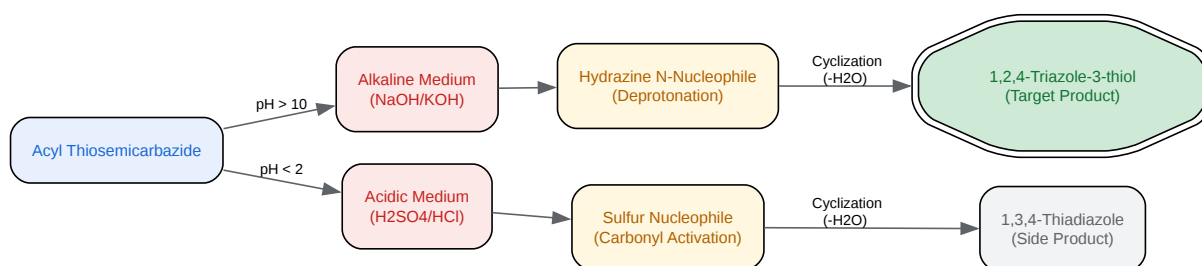 Acyl Thiosemicarbazide
pH > 10
Alkaline Medium
(NaOH/KOH)
Hydrazine N-Nucleophile
(Deprotonation)
Cyclization
(-H2O)
1,2,4-Triazole-3-thiol
(Target Product)
pH < 2
Acidic Medium
(H2SO4/HCl)
Sulfur Nucleophile
(Carbonyl Activation)
Cyclization
(-H2O)
1,3,4-Thiadiazole
(Side Product)